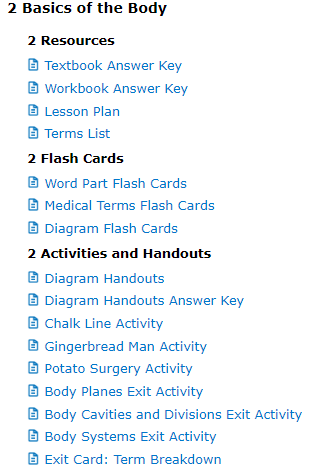 2 Basics of the Body
2 Resources
Textbook Answer Key
Workbook Answer Key
Lesson Plan
Terms List
2 Flash Cards
Word Part Flash Cards
Medical Terms Flash Cards
Diagram Flash Cards
2 Activities and Handouts
Diagram Handouts
Diagram Handouts Answer Key
Chalk Line Activity
Gingerbread Man Activity
Potato Surgery Activity
Body Planes Exit Activity
Body Cavities and Divisions Exit Activity
Body Systems Exit Activity
Exit Card: Term Breakdown